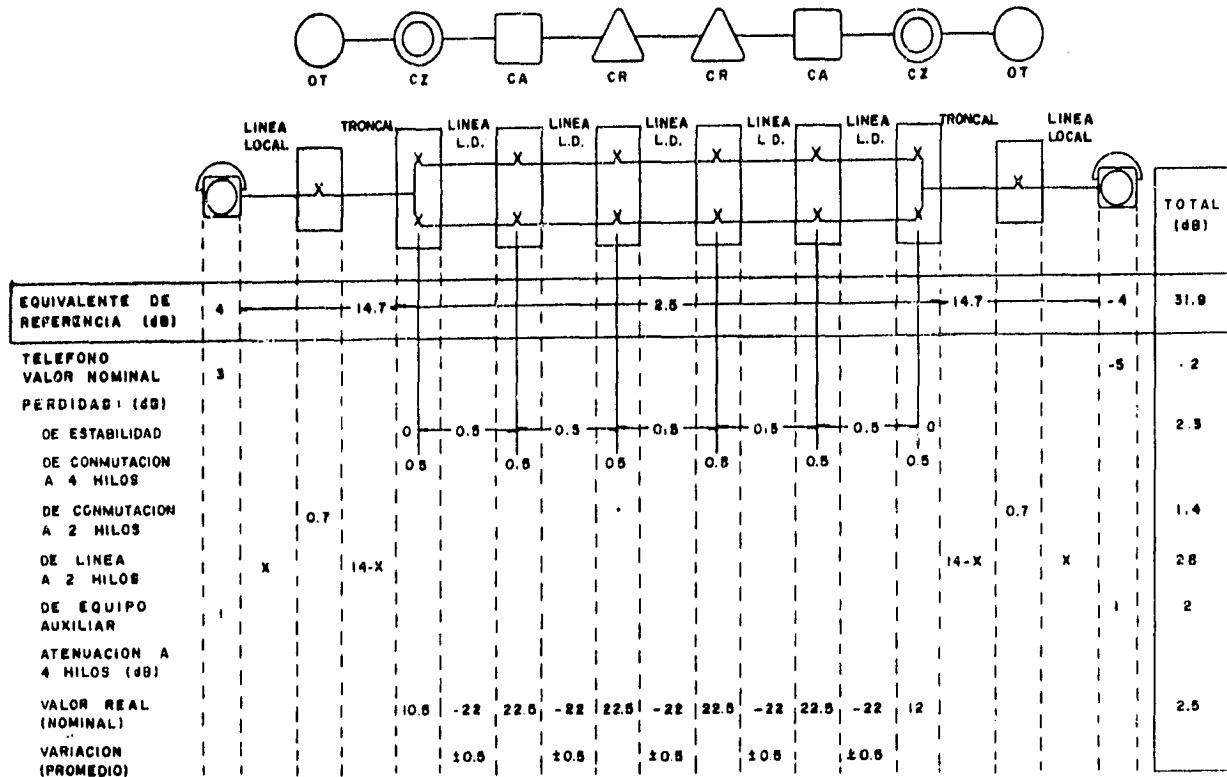 OT CZ CA CR CR CA CZ OT
LINEA LOCAL TRONCAL LINEA L.D. LINEA L.D. LINEA L.D. LINEA L.D. LINEA L.D. TRONCAL LINEA LOCAL
X X X X X X X X
X X X X X X
TOTAL (dB)
EQUIVALENTE DE REFERENCIA (dB) 4 14.7 2.5 14.7 -4 31.9
TELEFONO VALOR NOMINAL 3 -5 -2
PERDIDAS: (dB)
DE ESTABILIDAD 0 0.5 0.5 0.5 0.5 0.5 0 2.5
DE CONMUTACION A 4 HILOS 0.5 0.5 0.5 0.5 0.5 0.5
DE CONMUTACION A 2 HILOS 0.7 0.7 1.4
DE LINEA A 2 HILOS X 14-X 14-X X 28
DE EQUIPO AUXILIAR 1 1 2
ATENUACION A 4 HILOS (dB)
VALOR REAL (NOMINAL) 10.5 -22 22.5 -22 22.5 -22 22.5 -22 22.5 -22 12 2.5
VARIACION (PROMEDIO) ±0.5 ±0.5 ±0.5 ±0.5 ±0.5